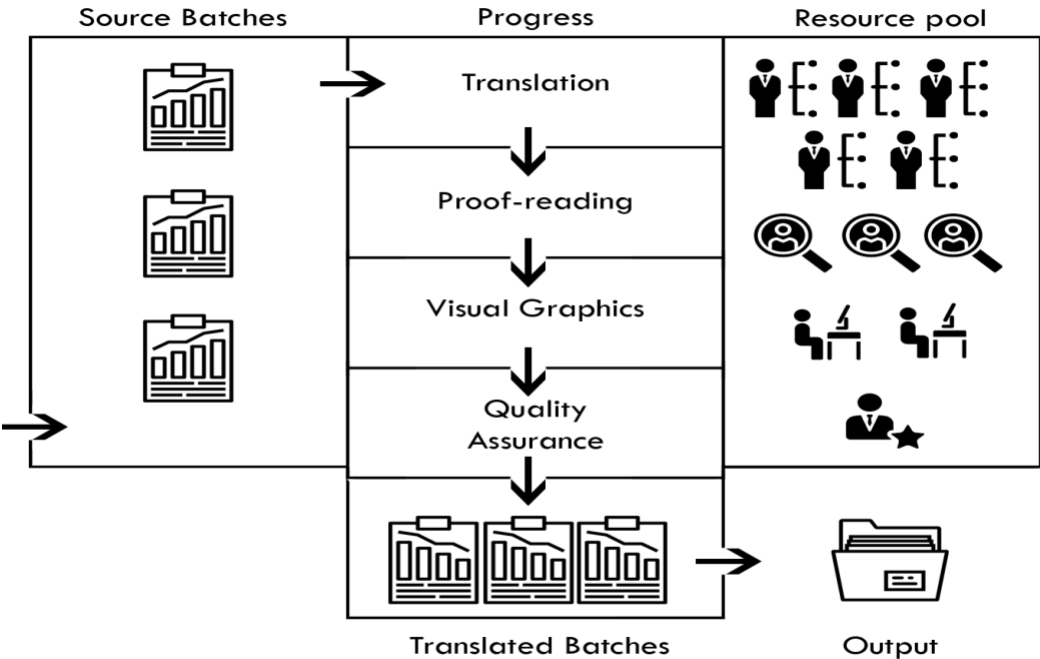 Source Batches
Progress
Resource pool
Translation
Proof-reading
Visual Graphics
Quality
Assurance
Translated Batches
Output